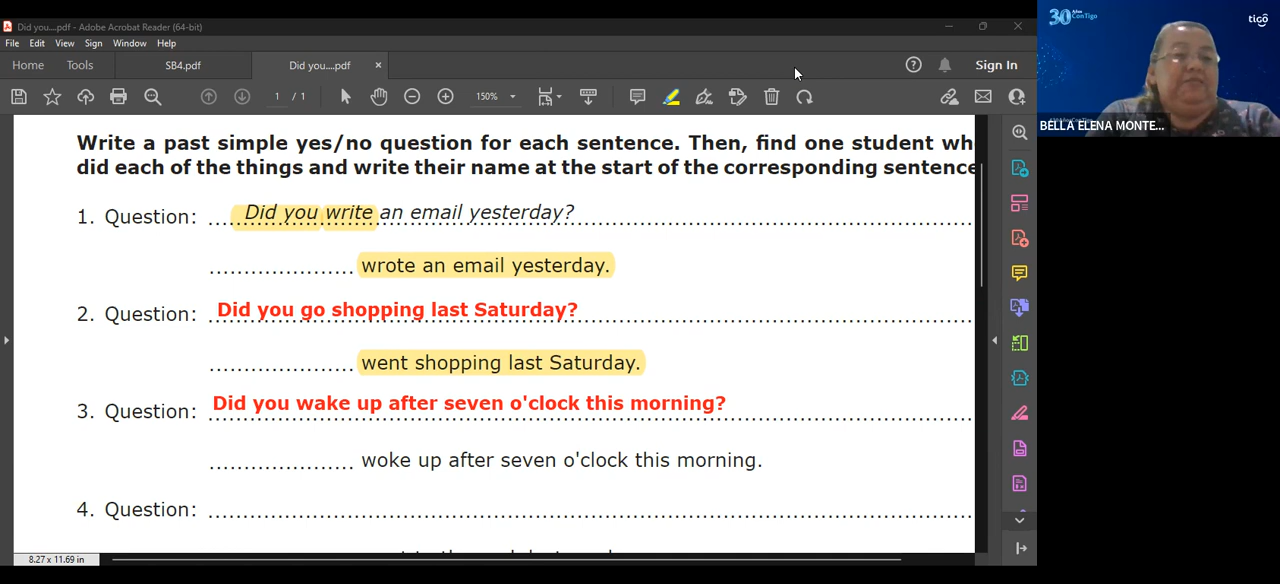 Did you....pdf - Adobe Acrobat Reader (64-bit)
File Edit View Sign Window Help
Home Tools SB4.pdf Did you....pdf × Sign In
1 / 1 150%
Write a past simple yes/no question for each sentence. Then, find one student wh
did each of the things and write their name at the start of the corresponding sentence
1. Question: ....Did you write an email yesterday?....
..................... wrote an email yesterday.
2. Question: Did you go shopping last Saturday?
..................... went shopping last Saturday.
3. Question: Did you wake up after seven o'clock this morning?
..................... woke up after seven o'clock this morning.
4. Question: ....................
8.27 x 11.69 in
30 Años
ConTigo
tigo
BELLA ELENA MONTE...